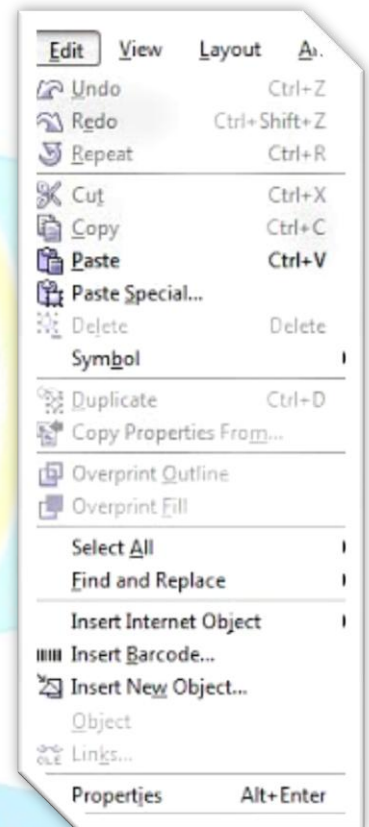 Edit View Layout
Undo Ctrl+Z
Redo Ctrl+Shift+Z
Repeat Ctrl+R
Cut Ctrl+X
Copy Ctrl+C
Paste Ctrl+V
Paste Special...
Delete Delete
Symbol
Duplicate Ctrl+D
Copy Properties From...
Overprint Outline
Overprint Fill
Select All
Find and Replace
Insert Internet Object
Insert Barcode...
Insert New Object...
Object
Links...
Properties Alt+Enter